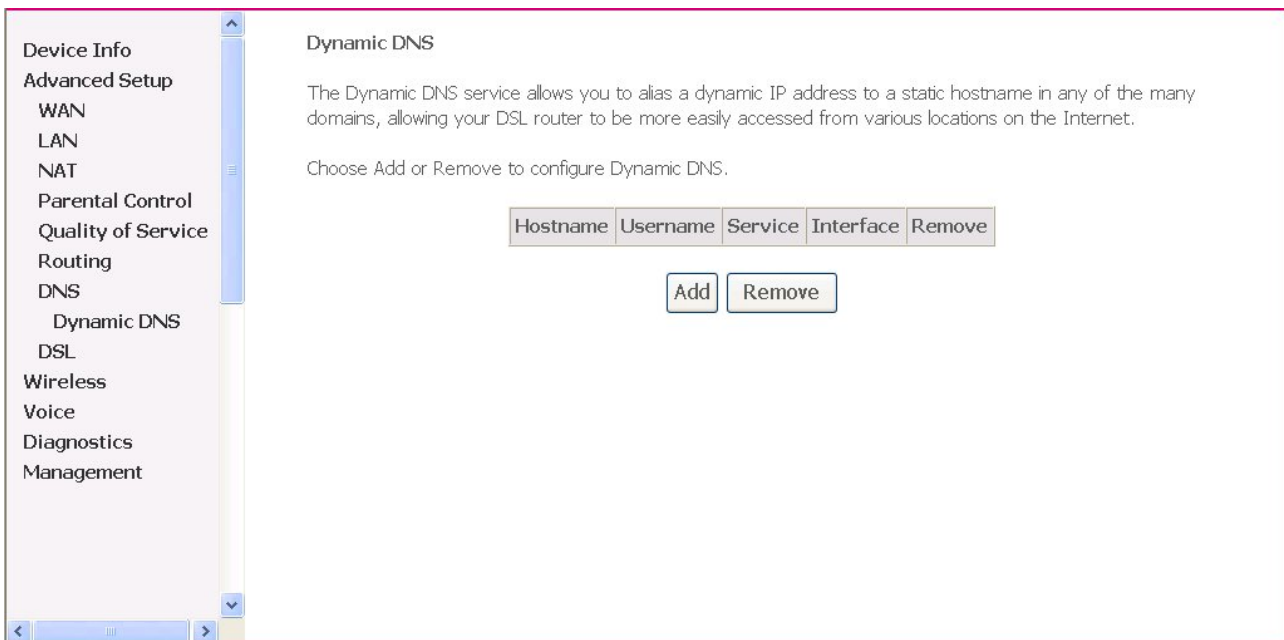 Device Info
Advanced Setup
WAN
LAN
NAT
Parental Control
Quality of Service
Routing
DNS
Dynamic DNS
DSL
Wireless
Voice
Diagnostics
Management
Dynamic DNS
The Dynamic DNS service allows you to alias a dynamic IP address to a static hostname in any of the many
domains, allowing your DSL router to be more easily accessed from various locations on the Internet.
Choose Add or Remove to configure Dynamic DNS.
Hostname Username Service Interface Remove
Add Remove